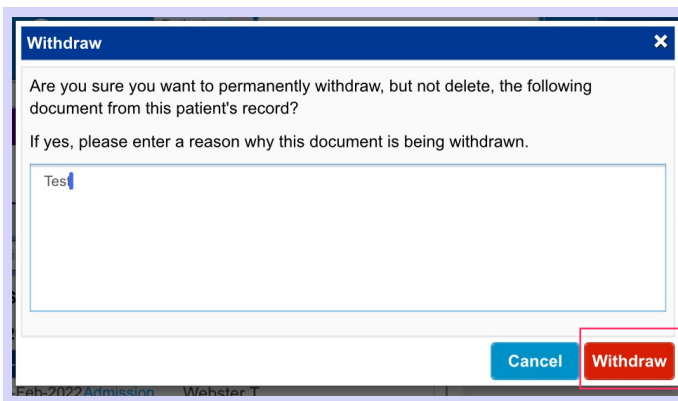 Withdraw
Are you sure you want to permanently withdraw, but not delete, the following
document from this patient's record?
If yes, please enter a reason why this document is being withdrawn.
Test
Cancel Withdraw
-Feb-2022 Admission Webster T